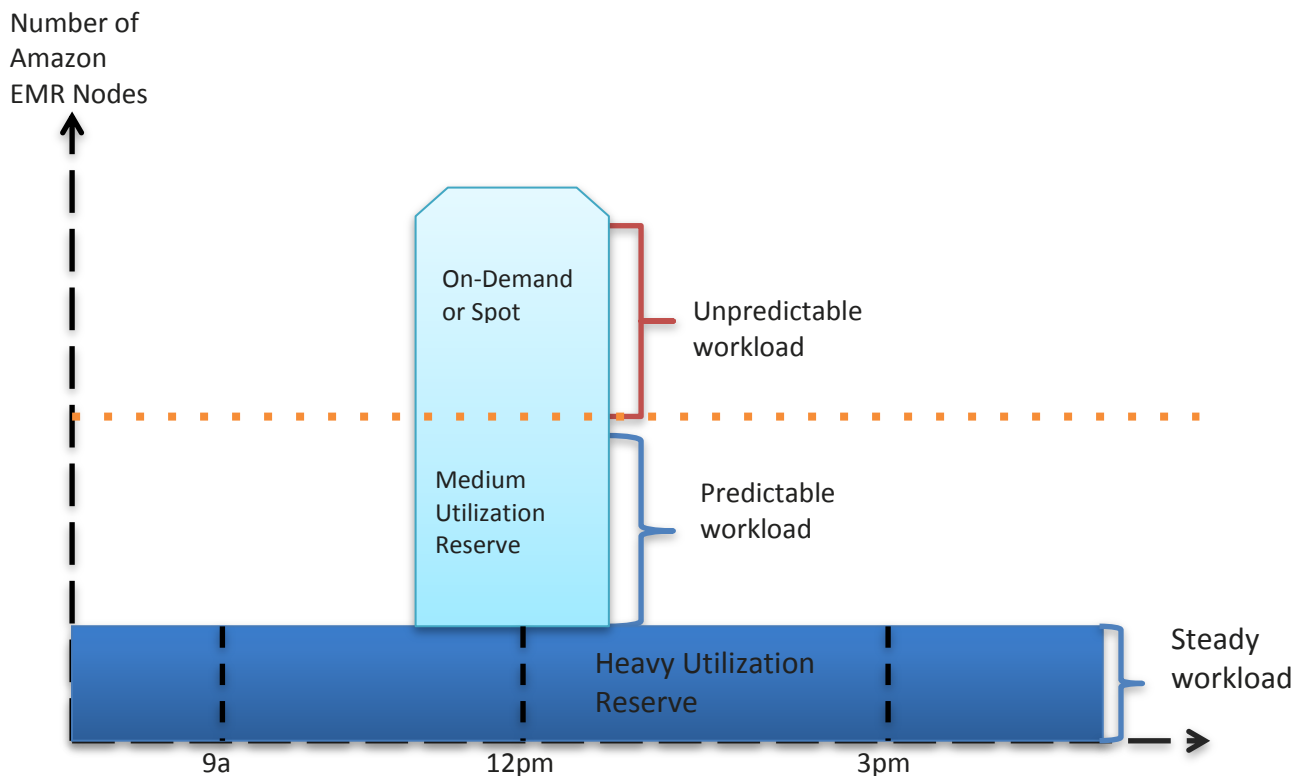 Number of
Amazon
EMR Nodes
On-Demand
or Spot
Unpredictable
workload
Medium
Utilization
Reserve
Predictable
workload
Heavy Utilization
Reserve
Steady
workload
9a
12pm
3pm